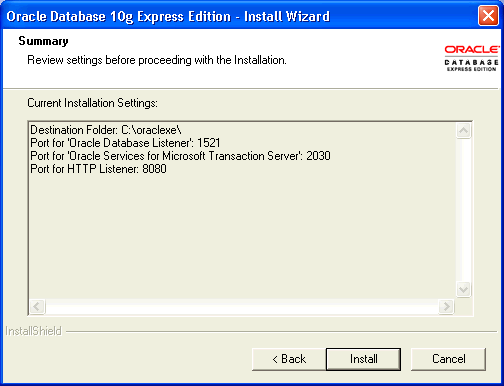 Oracle Database 10g Express Edition - Install Wizard
Summary
Review settings before proceeding with the Installation.
ORACLE
DATABASE
EXPRESS EDITION
Current Installation Settings:
Destination Folder: C:\oraclexe\
Port for 'Oracle Database Listener': 1521
Port for 'Oracle Services for Microsoft Transaction Server': 2030
Port for HTTP Listener: 8080
InstallShield
< Back
Install
Cancel